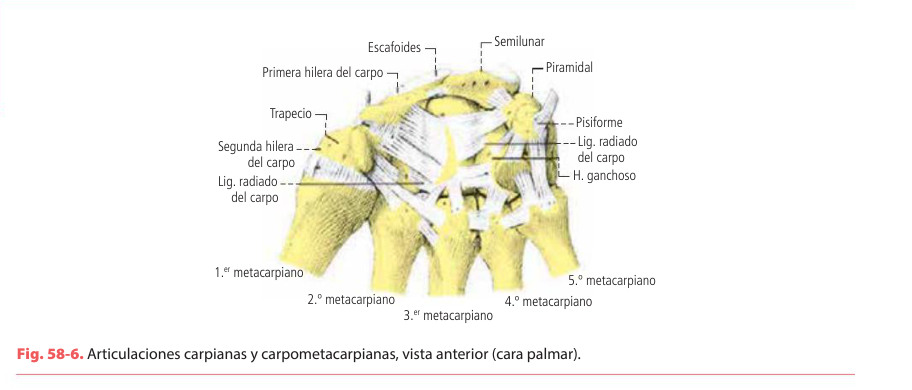 Escafoides
Semilunar
Primera hilera del carpo
Piramidal
Trapecio
Pisiforme
Segunda hilera
del carpo
Lig. radiado
del carpo
Lig. radiado
del carpo
H. ganchoso
1.er metacarpiano
2.º metacarpiano
3.er metacarpiano
4.º metacarpiano
5.º metacarpiano
Fig. 58-6. Articulaciones carpianas y carpometacarpianas, vista anterior (cara palmar).